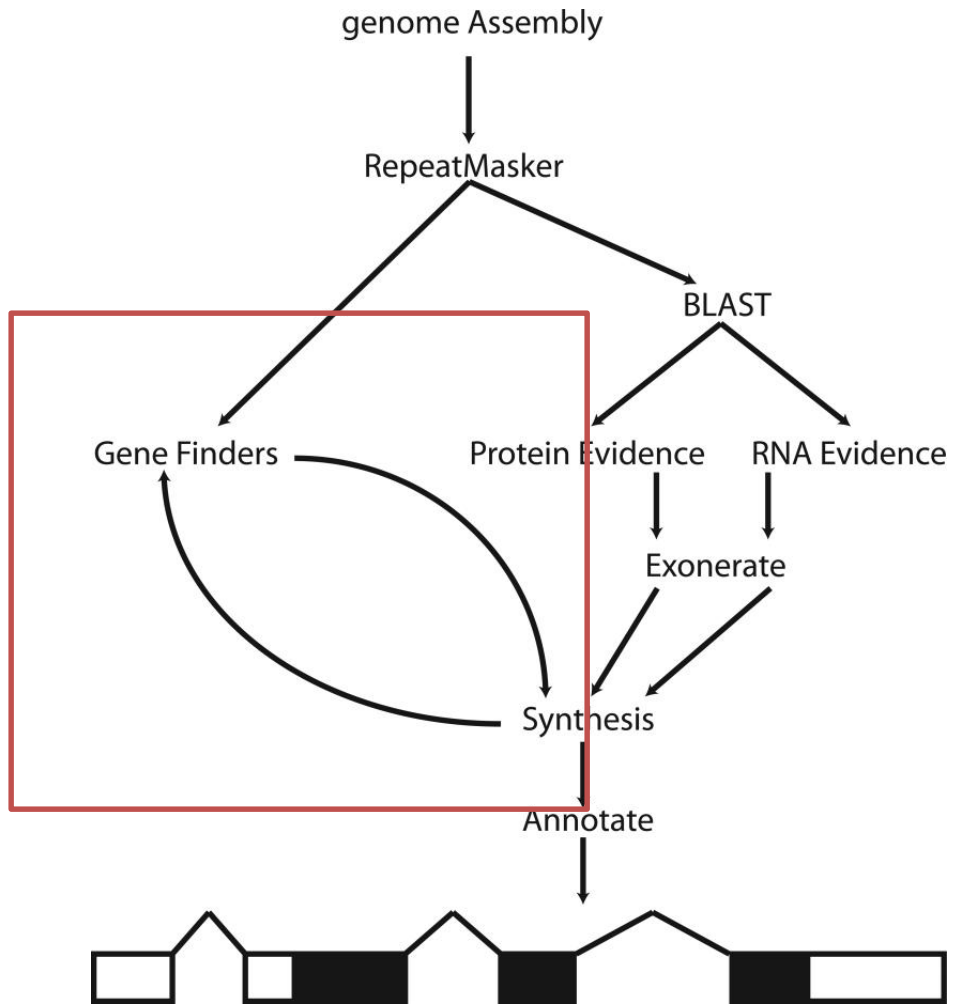 genome Assembly
RepeatMasker
BLAST
Gene Finders
Protein Evidence
RNA Evidence
Exonerate
Synthesis
Annotate